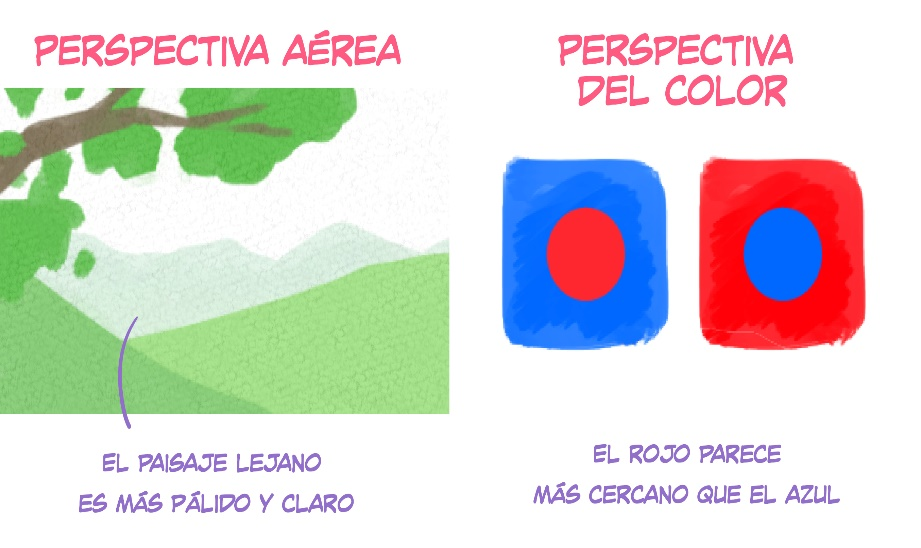 PERSPECTIVA AÉREA
EL PAISAJE LEJANO
ES MÁS PÁLIDO Y CLARO
PERSPECTIVA
DEL COLOR
EL ROJO PARECE
MÁS CERCANO QUE EL AZUL